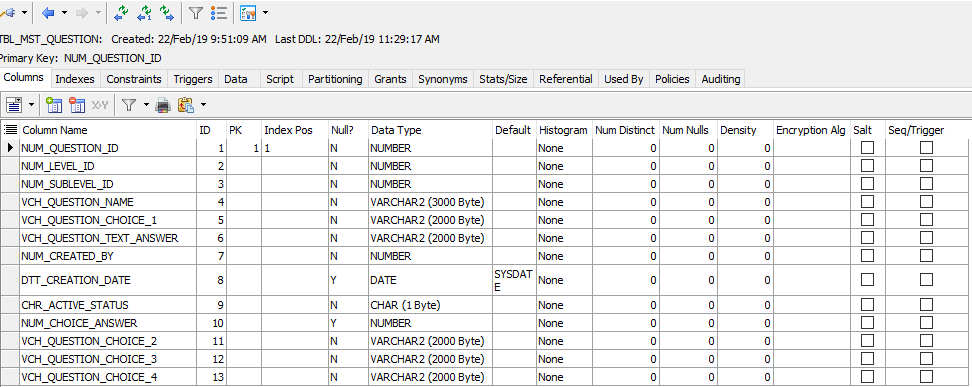 TBL_MST_QUESTION: Created: 22/Feb/19 9:51:09 AM Last DDL: 22/Feb/19 11:29:17 AM
Primary Key: NUM_QUESTION_ID
Columns Indexes Constraints Triggers Data Script Partitioning Grants Synonyms Stats/Size Referential Used By Policies Auditing
X-Y
Column Name ID PK Index Pos Null? Data Type Default Histogram Num Distinct Num Nulls Density Encryption Alg Salt Seq/Trigger
NUM_QUESTION_ID 1 1 1 N NUMBER None 0 0 0
NUM_LEVEL_ID 2 N NUMBER None 0 0 0
NUM_SUBLEVEL_ID 3 N NUMBER None 0 0 0
VCH_QUESTION_NAME 4 N VARCHAR2 (3000 Byte) None 0 0 0
VCH_QUESTION_CHOICE_1 5 N VARCHAR2 (2000 Byte) None 0 0 0
VCH_QUESTION_TEXT_ANSWER 6 N VARCHAR2 (2000 Byte) None 0 0 0
NUM_CREATED_BY 7 N NUMBER None 0 0 0
DTT_CREATION_DATE 8 Y DATE SYSDATE None 0 0 0
CHR_ACTIVE_STATUS 9 N CHAR (1 Byte) None 0 0 0
NUM_CHOICE_ANSWER 10 Y NUMBER None 0 0 0
VCH_QUESTION_CHOICE_2 11 N VARCHAR2 (2000 Byte) None 0 0 0
VCH_QUESTION_CHOICE_3 12 N VARCHAR2 (2000 Byte) None 0 0 0
VCH_QUESTION_CHOICE_4 13 N VARCHAR2 (2000 Byte) None 0 0 0